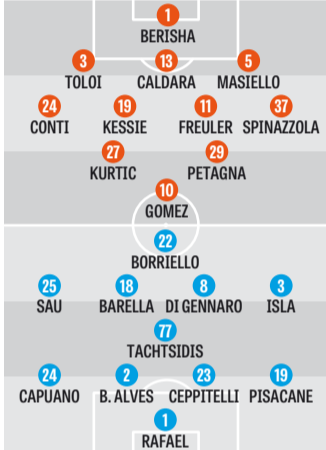 1
BERISHA
3 13 5
TOLOI CALDARA MASIELLO
24 19 11 37
CONTI KESSIE FREULER SPINAZZOLA
27 29
KURTIC PETAGNA
10
GOMEZ
22
BORRIELLO
25 18 8 3
SAU BARELLA DI GENNARO ISLA
77
TACHTSIDIS
24 2 23 19
CAPUANO B. ALVES CEPPITELLI PISACANE
1
RAFAEL